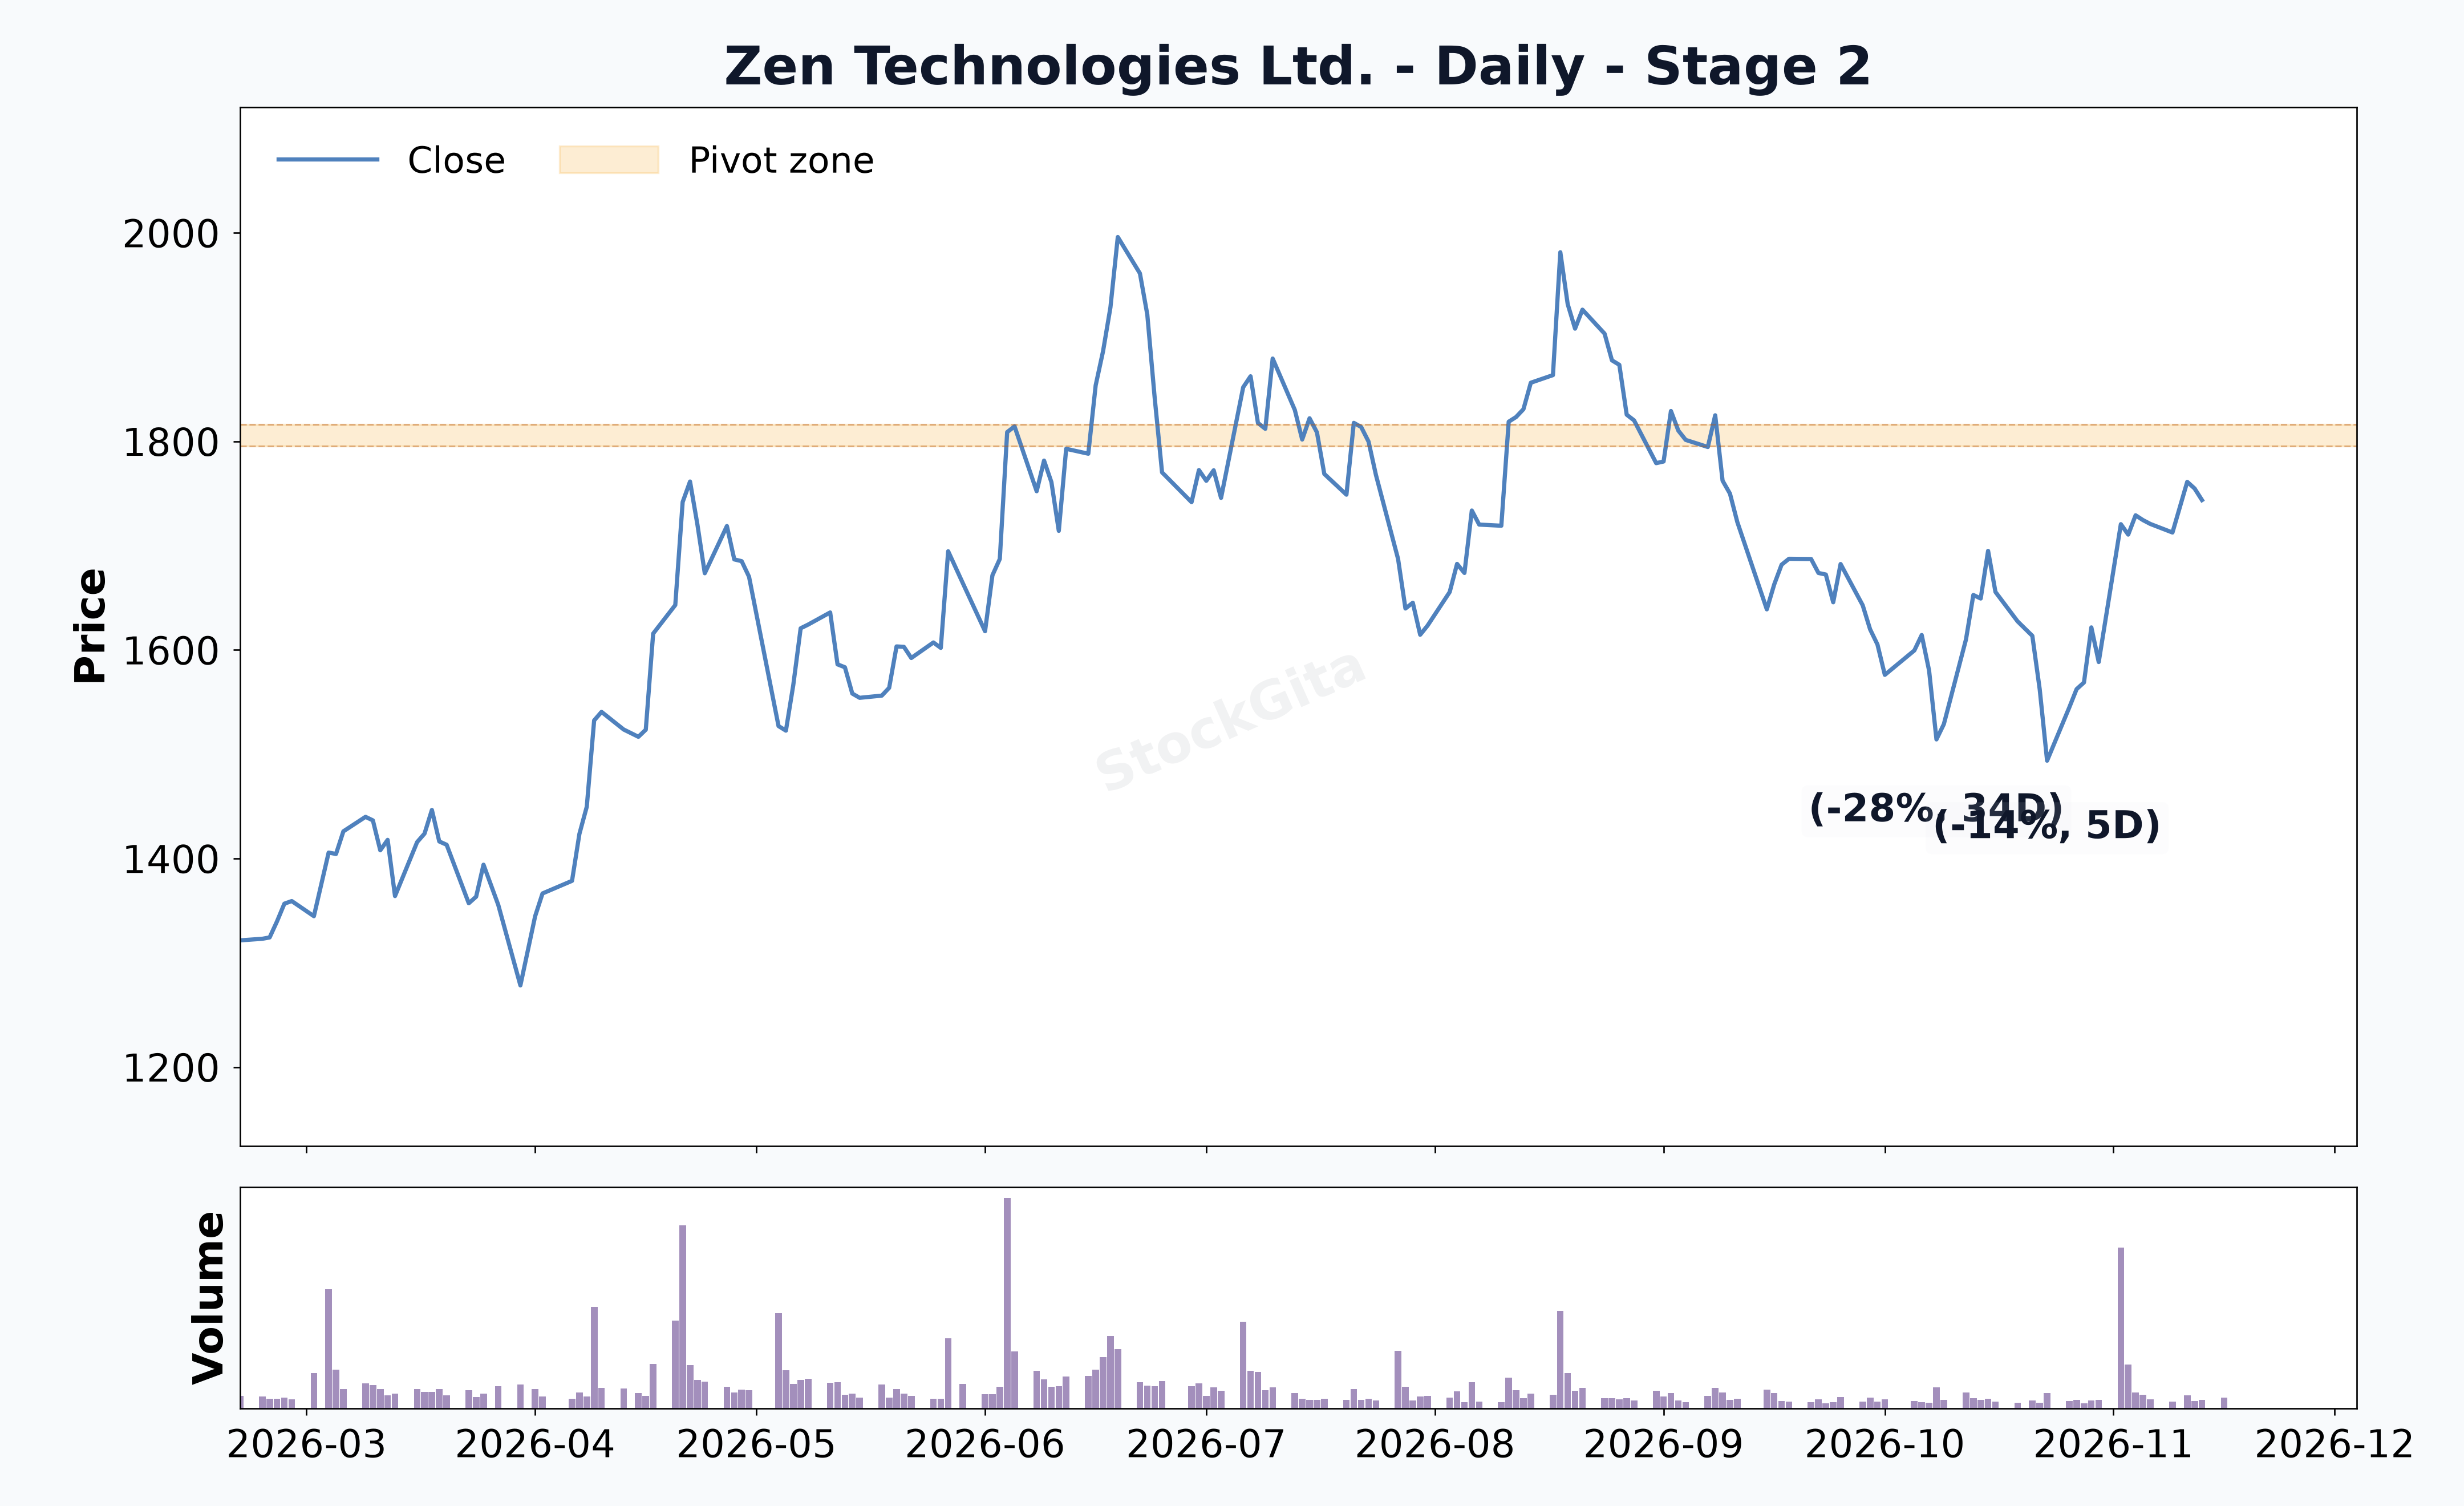 Zen Technologies Ltd. - Daily - Stage 2
Close
Pivot zone
2000
1800
1600
1400
1200
Price
StockGita
(-28%, 34D)
(-14%, 5D)
Volume
2026-03
2026-04
2026-05
2026-06
2026-07
2026-08
2026-09
2026-10
2026-11
2026-12